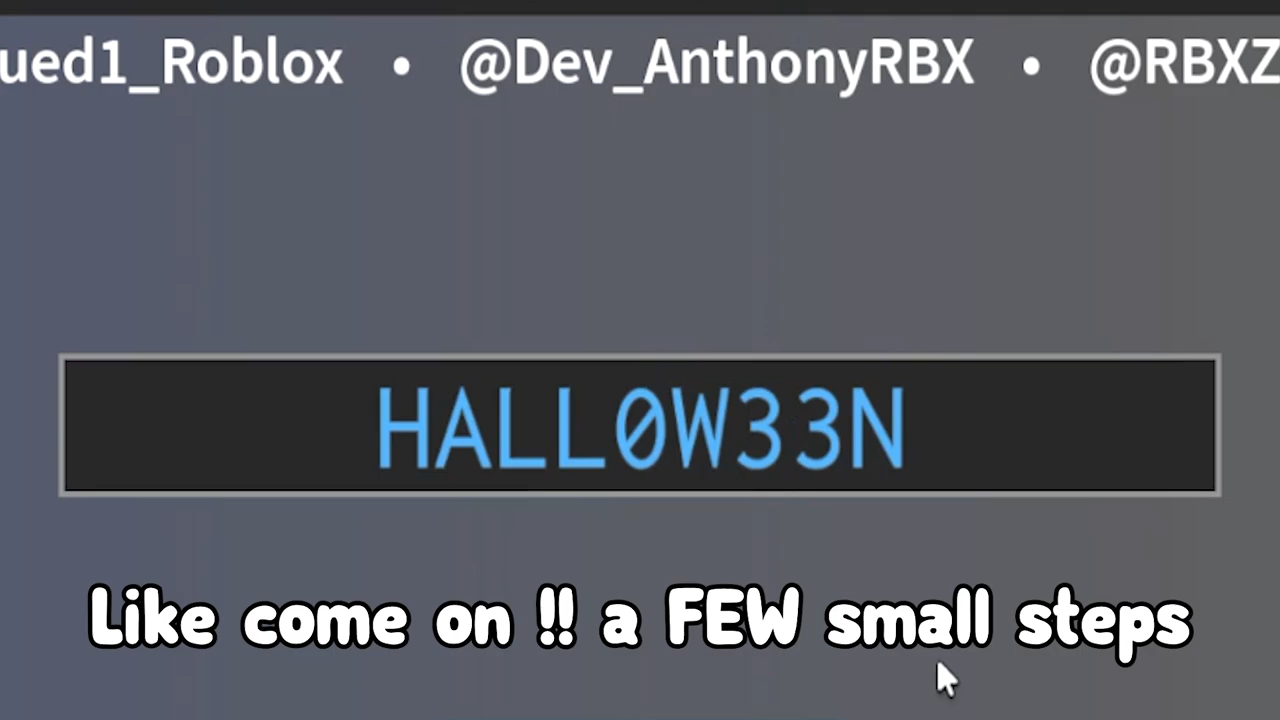 ued1_Roblox • @Dev_AnthonyRBX • @RBXZ
HALL0W33N
Like come on !! a FEW small steps